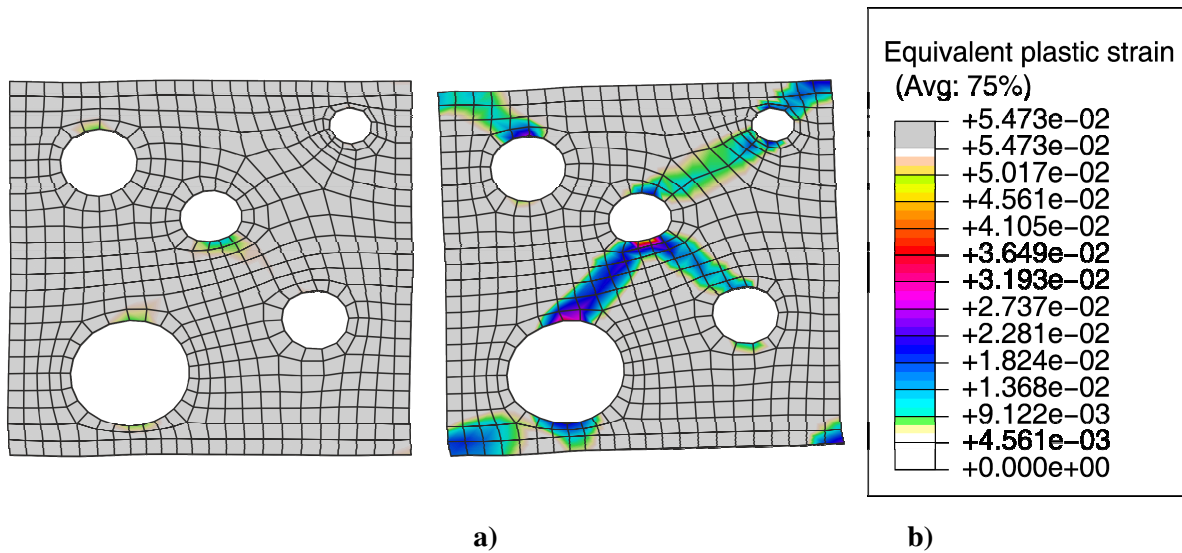 Equivalent plastic strain
(Avg: 75%)
+5.473e−02
+5.473e−02
+5.017e−02
+4.561e−02
+4.105e−02
+3.649e−02
+3.193e−02
+2.737e−02
+2.281e−02
+1.824e−02
+1.368e−02
+9.122e−03
+4.561e−03
+0.000e+00
a) b)